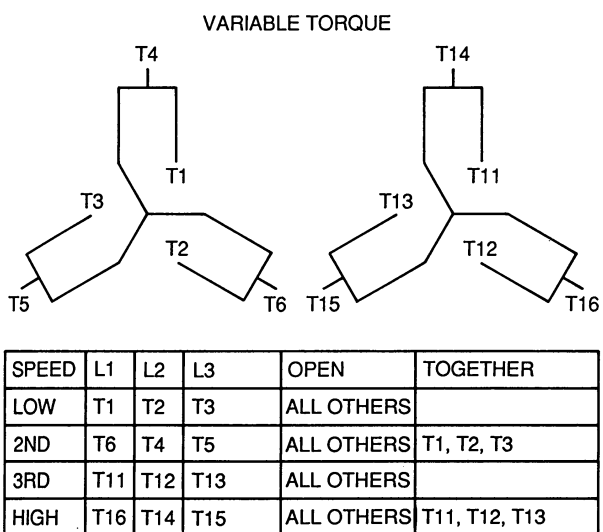 VARIABLE TORQUE
T4 T14
T1 T11
T3 T13
T2 T12
T5 T6 T15 T16
SPEED L1 L2 L3 OPEN TOGETHER
LOW T1 T2 T3 ALL OTHERS
2ND T6 T4 T5 ALL OTHERS T1, T2, T3
3RD T11 T12 T13 ALL OTHERS
HIGH T16 T14 T15 ALL OTHERS T11, T12, T13